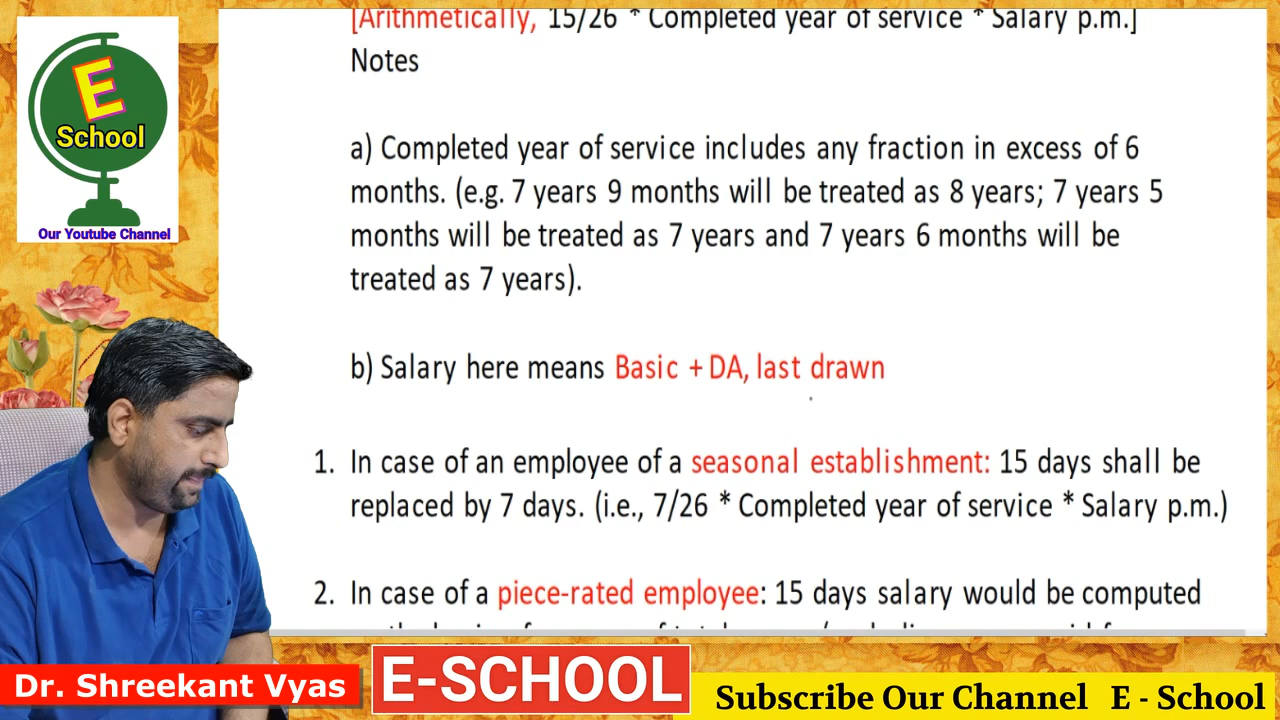 [Arithmetically, 15/26 * Completed year of service * Salary p.m.]
Notes
a) Completed year of service includes any fraction in excess of 6
months. (e.g. 7 years 9 months will be treated as 8 years; 7 years 5
months will be treated as 7 years and 7 years 6 months will be
treated as 7 years).
b) Salary here means Basic + DA, last drawn
1. In case of an employee of a seasonal establishment: 15 days shall be
replaced by 7 days. (i.e., 7/26 * Completed year of service * Salary p.m.)
2. In case of a piece-rated employee: 15 days salary would be computed
E
School
Our Youtube Channel
Dr. Shreekant Vyas
E-SCHOOL
Subscribe Our Channel E - School